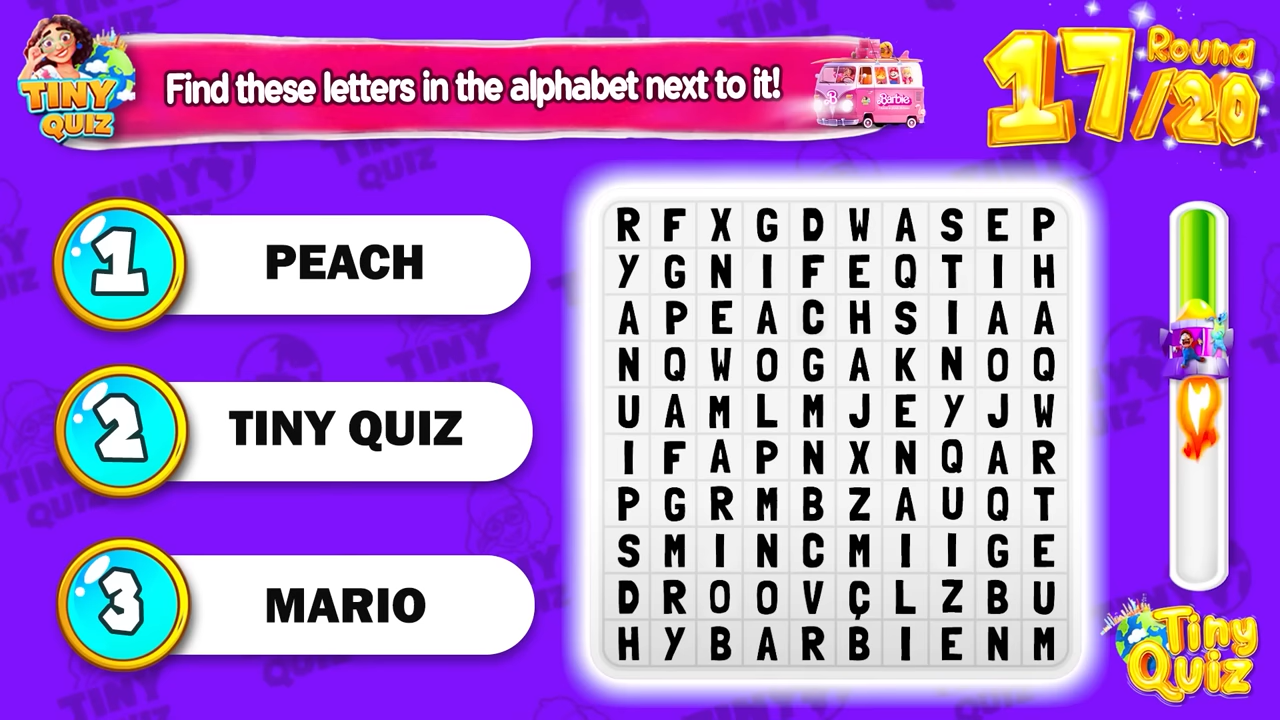 TINY
QUIZ
Find these letters in the alphabet next to it!
B Barbie
17/20
Round
1 PEACH
2 TINY QUIZ
3 MARIO
R F X G D W A S E P
Y G N I F E Q T I H
A P E A C H S I A A
N Q W O G A K N O Q
U A M L M J E Y J W
I F A P N X N Q A R
P G R M B Z A U Q T
S M I N C M I I G E
D R O O V Ç L Z B U
H Y B A R B I E N M
Tiny
Quiz